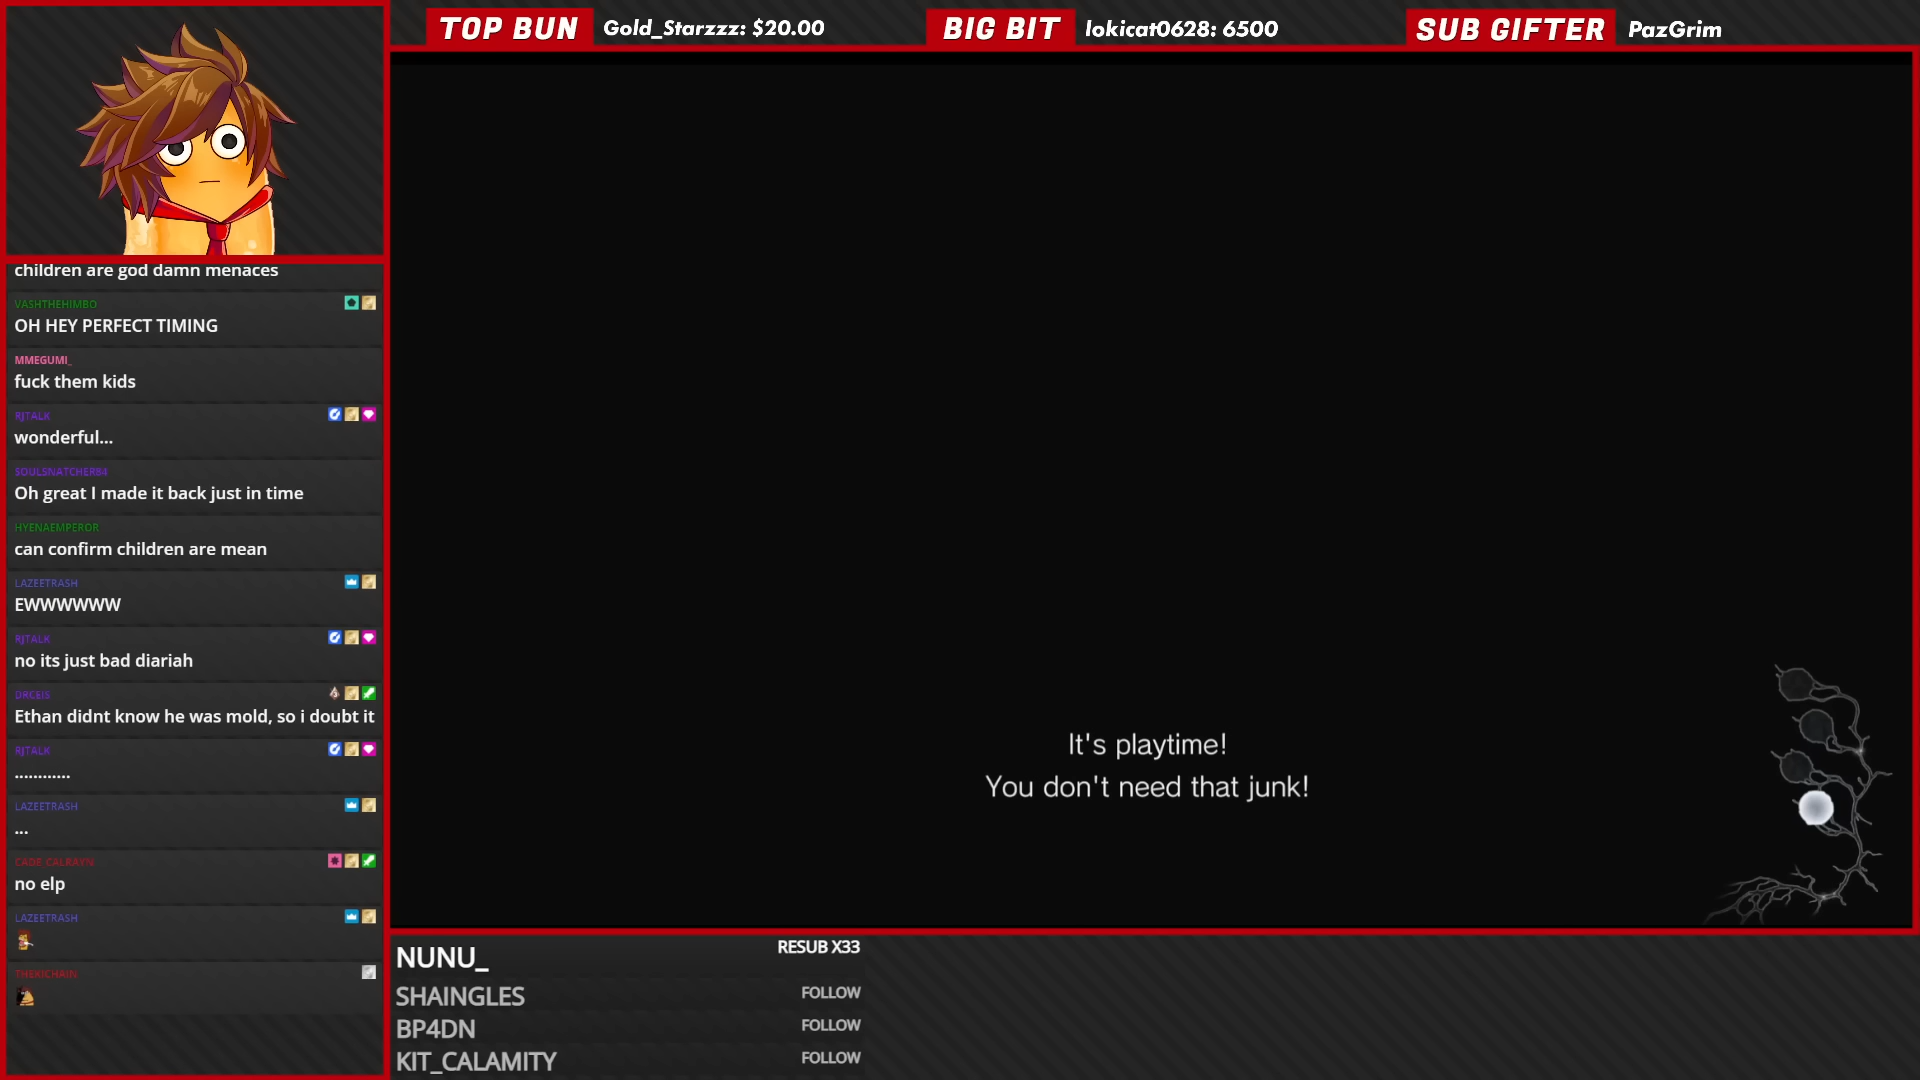 TOP BUN Gold_Starzzz: $20.00 BIG BIT lokicat0628: 6500 SUB GIFTER PazGrim
children are god damn menaces
VASHTHEHIMBO
OH HEY PERFECT TIMING
MMEGUMI_
fuck them kids
RJTALK
wonderful...
SOULSNATCHER84
Oh great I made it back just in time
HYENAEMPEROR
can confirm children are mean
LAZEETRASH
EWWWWWW
RJTALK
no its just bad diariah
DRCEIS
Ethan didnt know he was mold, so i doubt it
RJTALK
............
LAZEETRASH
...
CADE_CALRAYN
no elp
LAZEETRASH
THEKICHAIN
It's playtime!
You don't need that junk!
NUNU_ RESUB X33
SHAINGLES FOLLOW
BP4DN FOLLOW
KIT_CALAMITY FOLLOW